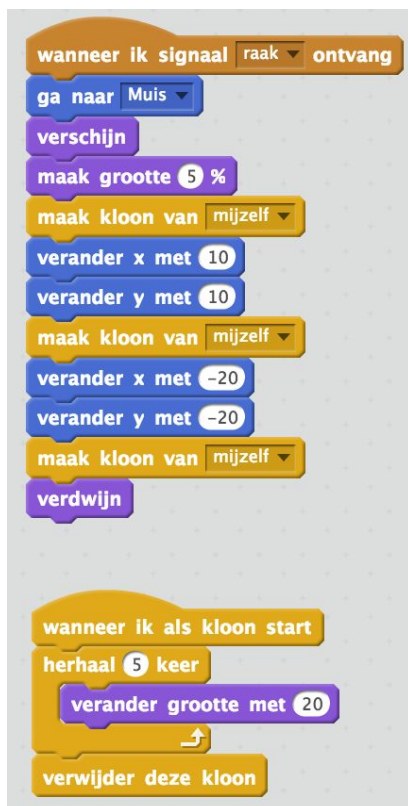 wanneer ik signaal raak ontvang
ga naar Muis
verschijn
maak grootte 5 %
maak kloon van mijzelf
verander x met 10
verander y met 10
maak kloon van mijzelf
verander x met -20
verander y met -20
maak kloon van mijzelf
verdwijn
wanneer ik als kloon start
herhaal 5 keer
verander grootte met 20
verwijder deze kloon